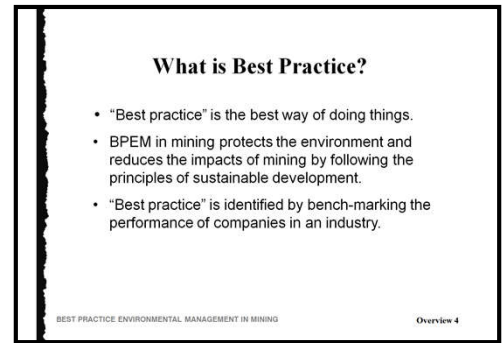 What is Best Practice?
• “Best practice” is the best way of doing things.
• BPEM in mining protects the environment and
reduces the impacts of mining by following the
principles of sustainable development.
• “Best practice” is identified by bench-marking the
performance of companies in an industry.
BEST PRACTICE ENVIRONMENTAL MANAGEMENT IN MINING
Overview 4